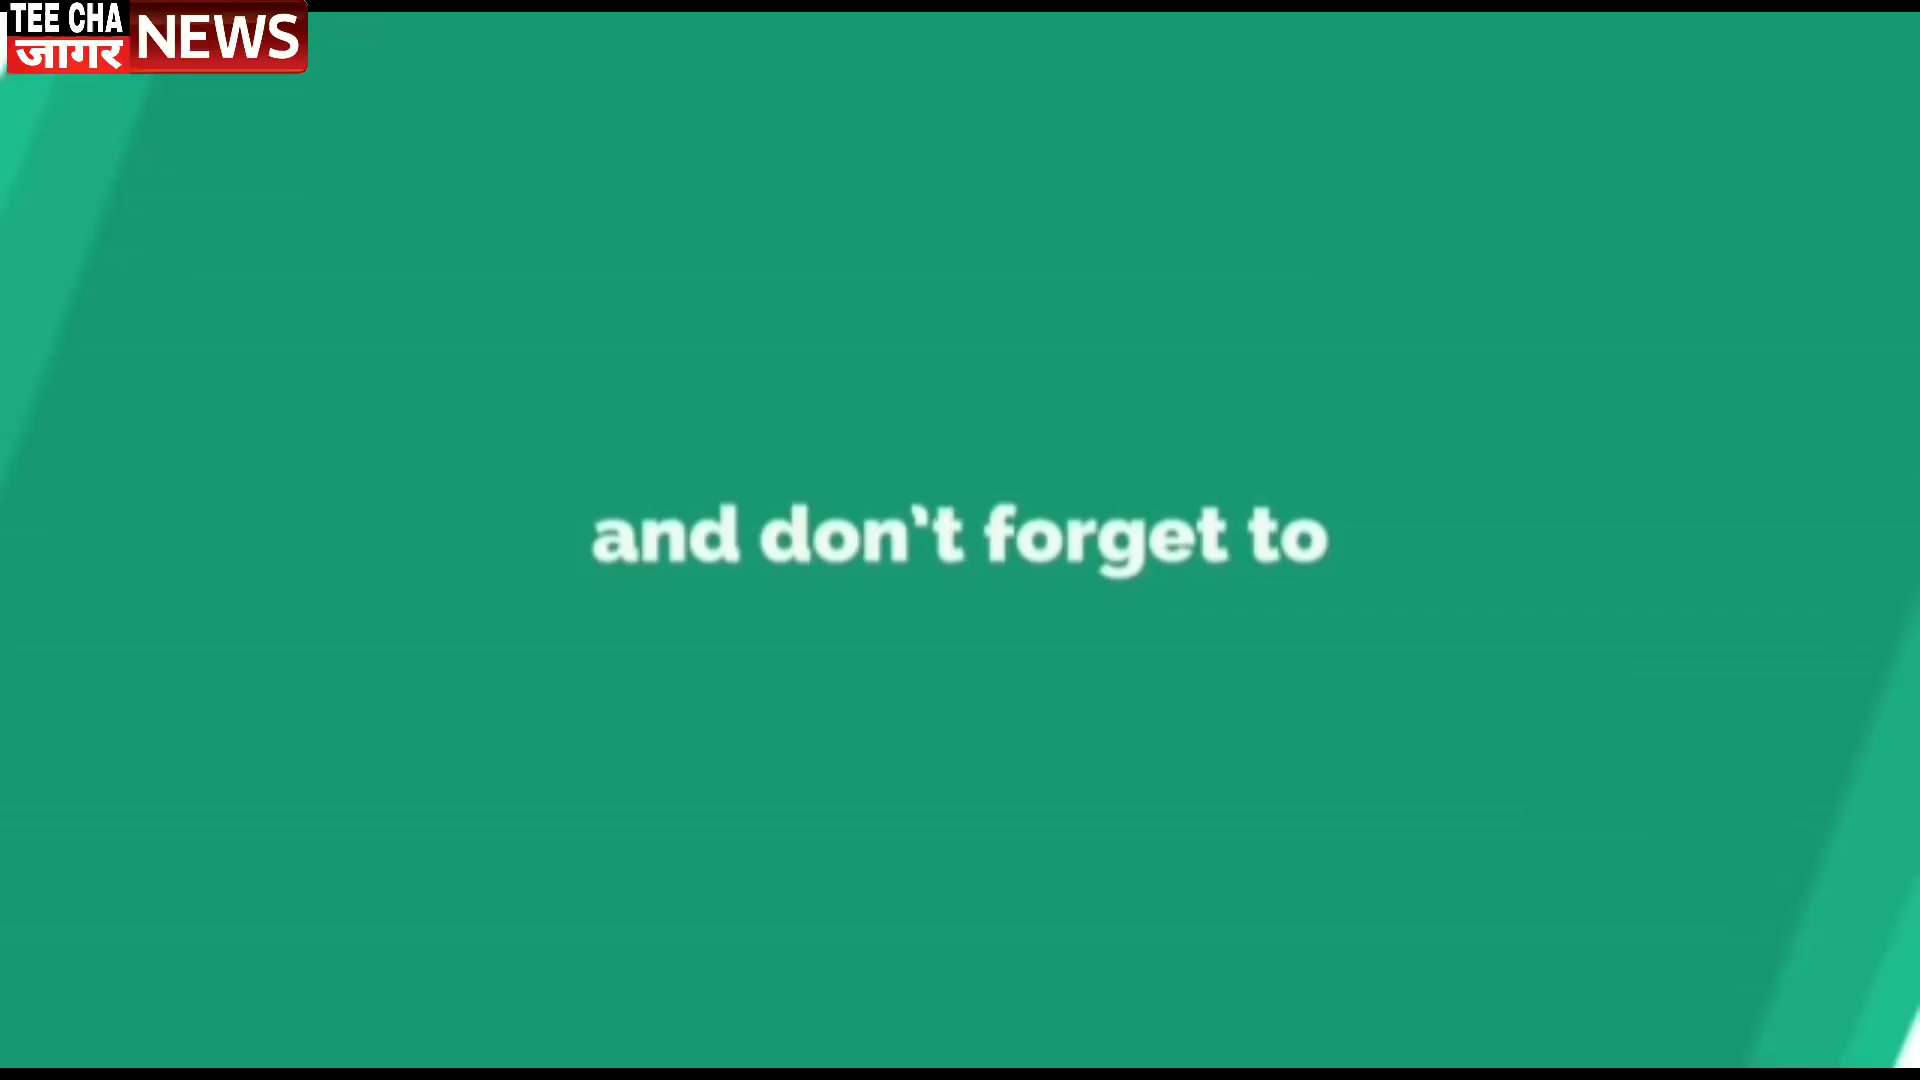 TEE CHA
जागर
NEWS
and don't forget to